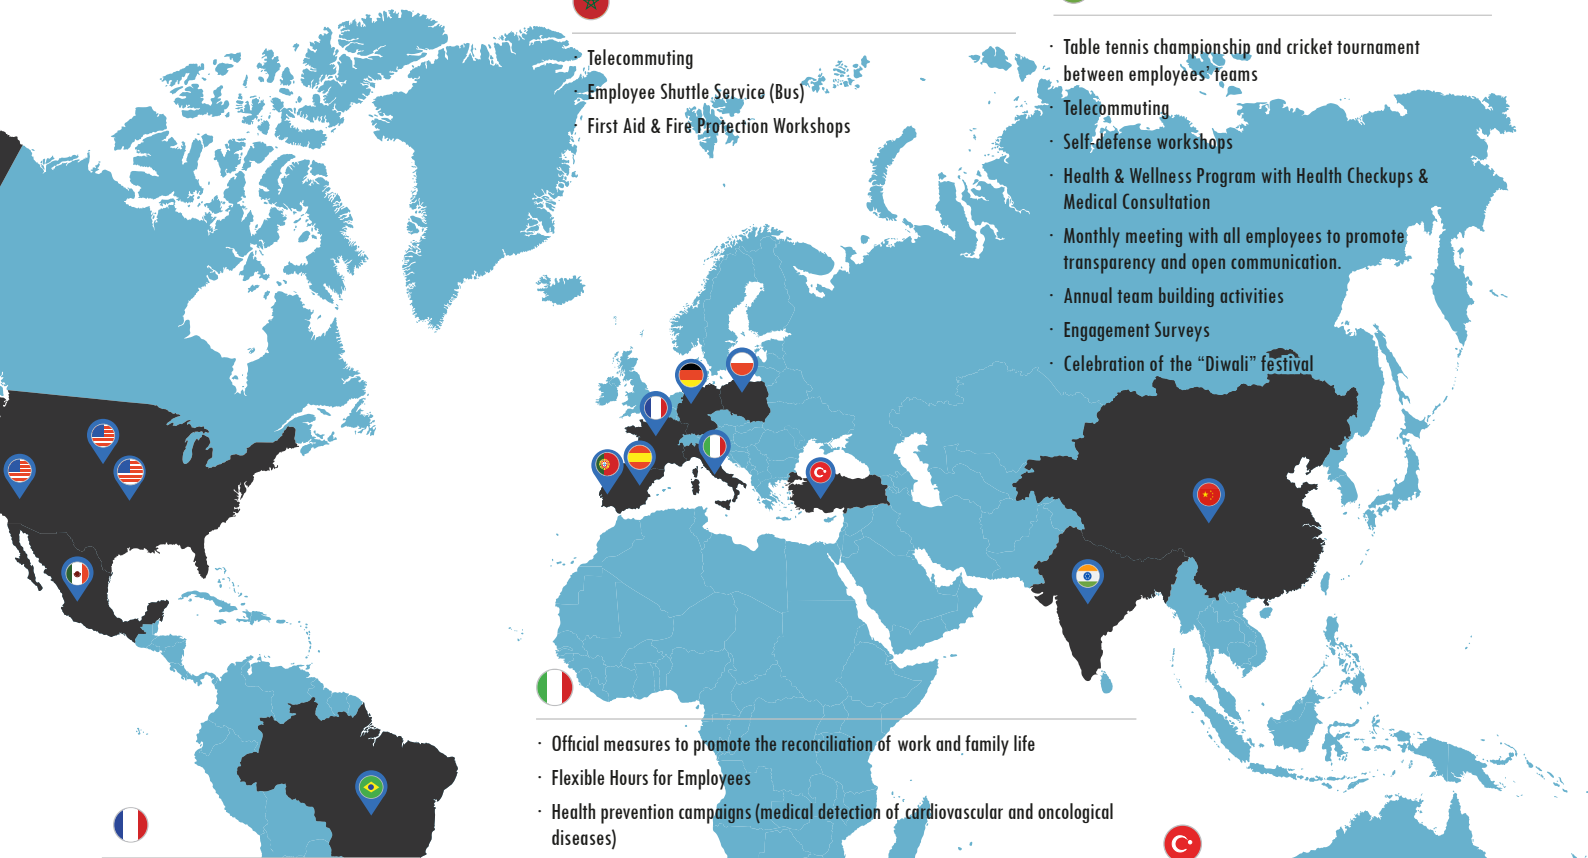 · Telecommuting
· Employee Shuttle Service (Bus)
First Aid & Fire Protection Workshops
· Table tennis championship and cricket tournament
between employees’ teams
· Telecommuting
· Self-defense workshops
· Health & Wellness Program with Health Checkups &
Medical Consultation
· Monthly meeting with all employees to promote
transparency and open communication.
· Annual team building activities
· Engagement Surveys
· Celebration of the “Diwali” festival
· Official measures to promote the reconciliation of work and family life
· Flexible Hours for Employees
· Health prevention campaigns (medical detection of cardiovascular and oncological
diseases)